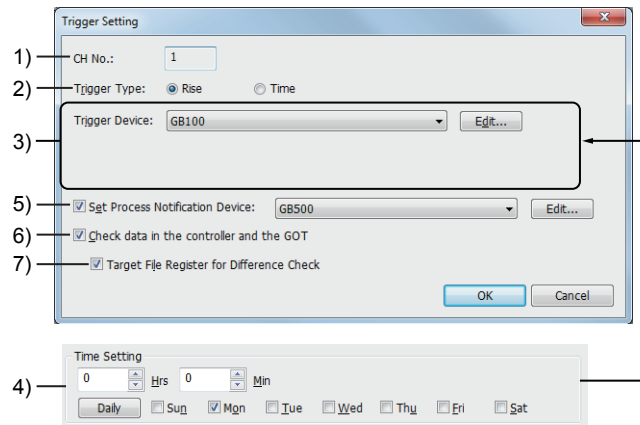 Trigger Setting
1) CH No.: 1
2) Trigger Type: Rise Time
3) Trigger Device: GB100 Edit...
5) Set Process Notification Device: GB500 Edit...
6) Check data in the controller and the GOT
7) Target File Register for Difference Check
OK Cancel
Time Setting
4) 0 Hrs 0 Min
Daily Sun Mon Tue Wed Thu Fri Sat